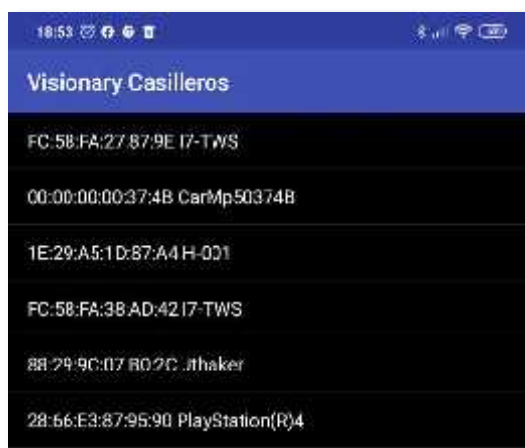 18:53
Visionary Casilleros
FC:58:FA:27:87:9E I7-TWS
00:00:00:00:37:4B CarMp50374B
1E:29:A5:1D:87:A4 H-001
FC:58:FA:38:AD:42 I7-TWS
88:29:9C:07:B0:2C Jthaker
28:66:E3:87:95:90 PlayStation(R)4